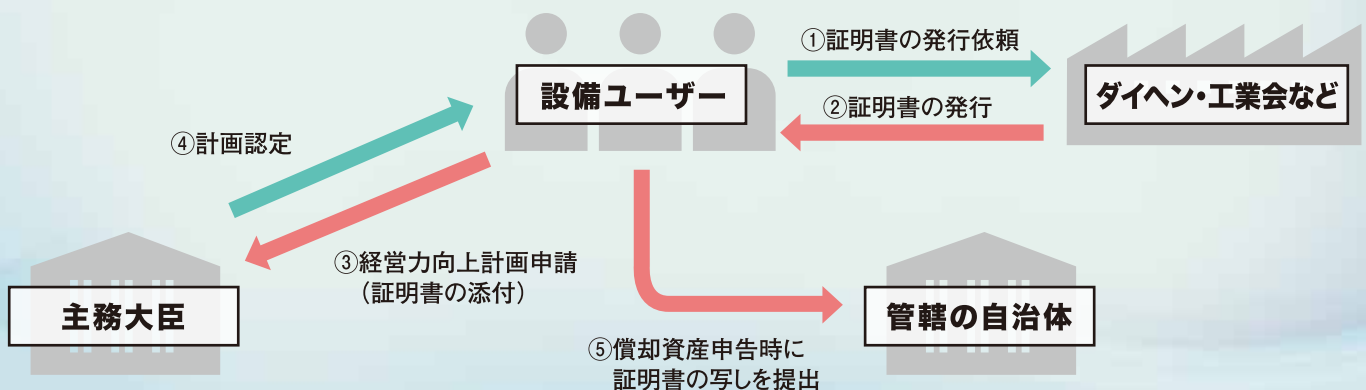 ①証明書の発行依頼
設備ユーザー
ダイヘン・工業会など
②証明書の発行
④計画認定
③経営力向上計画申請
（証明書の添付）
主務大臣
管轄の自治体
⑤償却資産申告時に
証明書の写しを提出